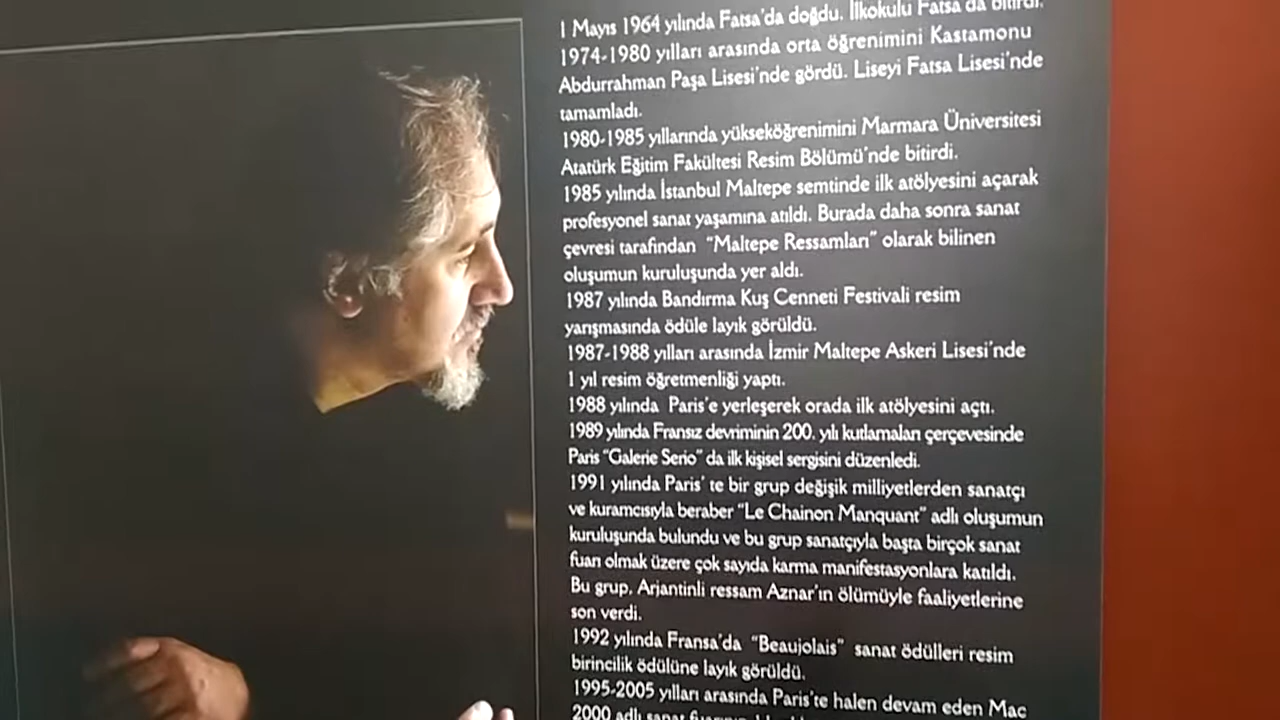 1 Mayıs 1964 yılında Fatsa'da doğdu. İlkokulu Fatsa'da bitirdi.
1974-1980 yılları arasında orta öğrenimini Kastamonu
Abdurrahman Paşa Lisesi'nde gördü. Liseyi Fatsa Lisesi'nde
tamamladı.
1980-1985 yıllarında yükseköğrenimini Marmara Üniversitesi
Atatürk Eğitim Fakültesi Resim Bölümü'nde bitirdi.
1985 yılında İstanbul Maltepe semtinde ilk atölyesini açarak
profesyonel sanat yaşamına atıldı. Burada daha sonra sanat
çevresi tarafından "Maltepe Ressamları" olarak bilinen
oluşumun kuruluşunda yer aldı.
1987 yılında Bandırma Kuş Cenneti Festivali resim
yarışmasında ödüle layık görüldü.
1987-1988 yılları arasında İzmir Maltepe Askeri Lisesi'nde
1 yıl resim öğretmenliği yaptı.
1988 yılında Paris'e yerleşerek orada ilk atölyesini açtı.
1989 yılında Fransız devriminin 200. yılı kutlamaları çerçevesinde
Paris "Galerie Serio" da ilk kişisel sergisini düzenledi.
1991 yılında Paris' te bir grup değişik milliyetlerden sanatçı
ve kuramcısıyla beraber "Le Chainon Manquant" adlı oluşumun
kuruluşunda bulundu ve bu grup sanatçıyla başta birçok sanat
fuarı olmak üzere çok sayıda karma manifestasyonlara katıldı.
Bu grup, Arjantinli ressam Aznar'ın ölümüyle faaliyetlerine
son verdi.
1992 yılında Fransa'da "Beaujolais" sanat ödülleri resim
birincilik ödülüne layık görüldü.
1995-2005 yılları arasında Paris'te halen devam eden Mac
2000 adlı sanat